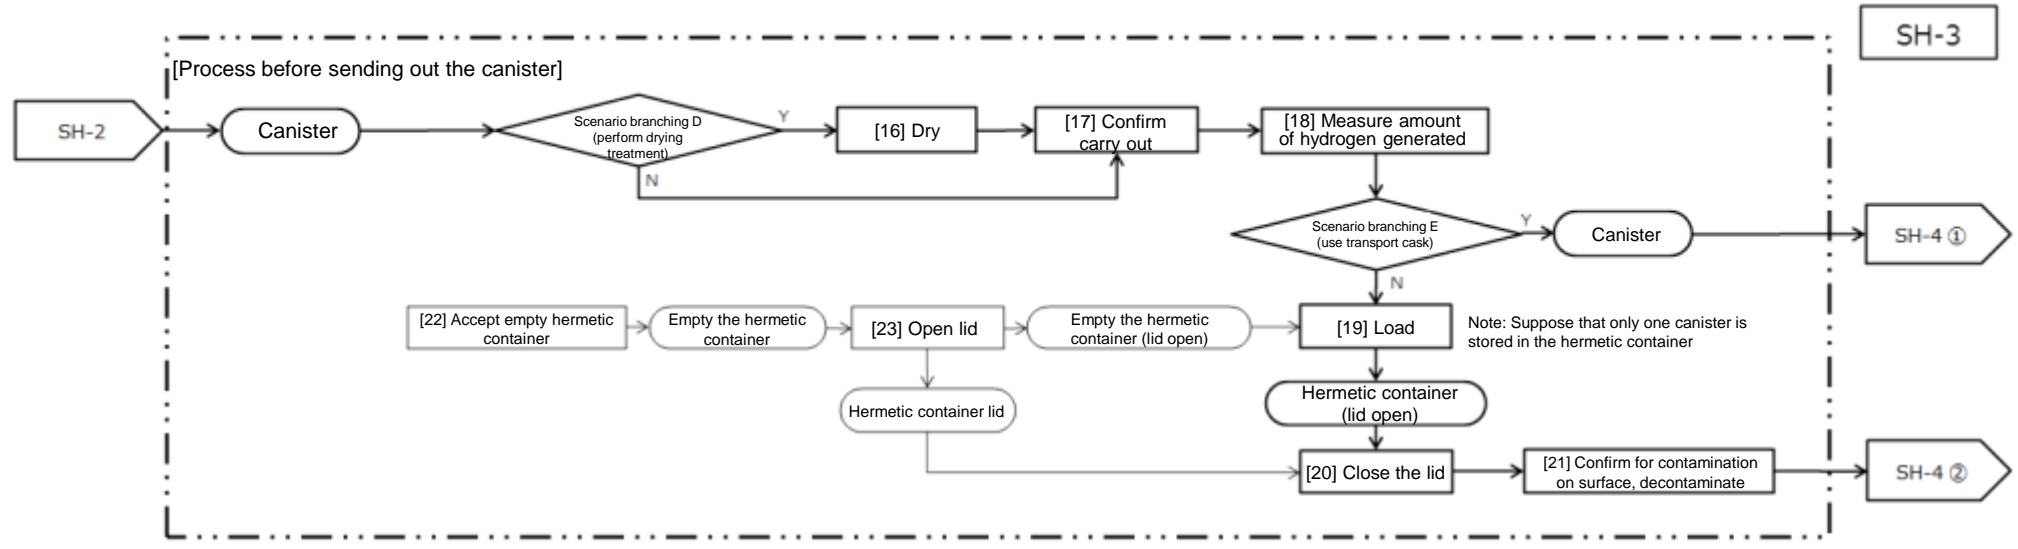 SH-3
[Process before sending out the canister]
SH-2
Canister
Scenario branching D
(perform drying
treatment)
Y
N
[16] Dry
[17] Confirm
carry out
[18] Measure amount
of hydrogen generated
Scenario branching E
(use transport cask)
Y
N
Canister
SH-4 ①
[22] Accept empty hermetic
container
Empty the hermetic
container
[23] Open lid
Empty the hermetic
container (lid open)
[19] Load
Note: Suppose that only one canister is
stored in the hermetic container
Hermetic container lid
Hermetic container
(lid open)
[20] Close the lid
[21] Confirm for contamination
on surface, decontaminate
SH-4 ②